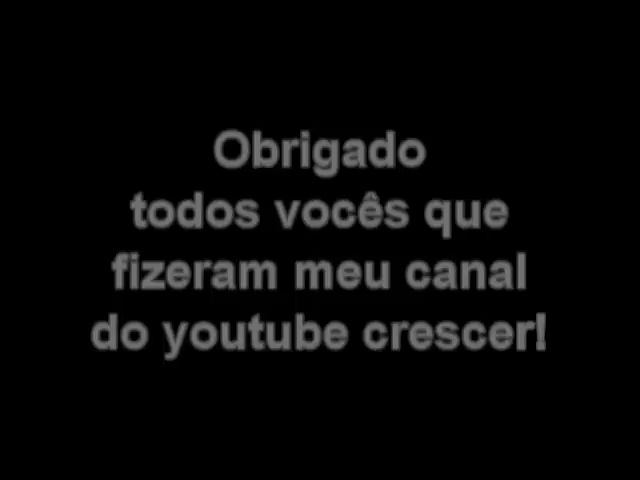 Obrigado
todos vocês que
fizeram meu canal
do youtube crescer!